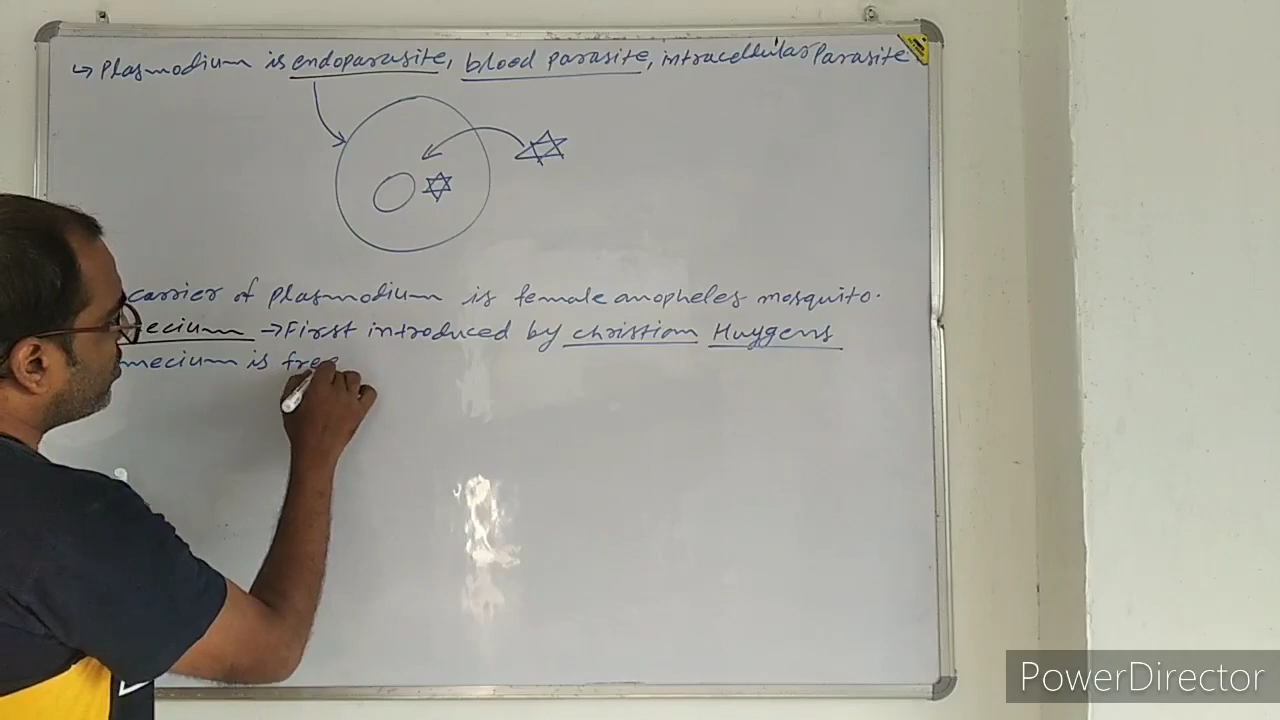 ↳ Plasmodium is endoparasite, blood parasite, intracellular Parasite
carrier of Plasmodium is female anopheles mosquito.
ecium → First introduced by christian Huygens
mecium is free
PowerDirector